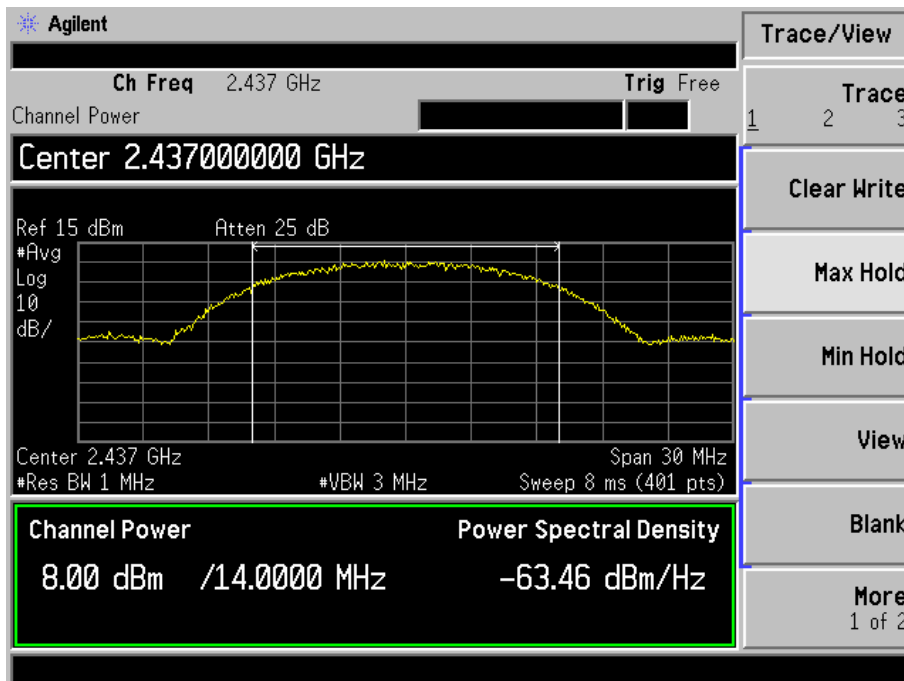 Agilent
Ch Freq 2.437 GHz Trig Free
Channel Power
Center 2.437000000 GHz
Ref 15 dBm Atten 25 dB
#Avg
Log
10
dB/
Center 2.437 GHz Span 30 MHz
#Res BW 1 MHz #VBW 3 MHz Sweep 8 ms (401 pts)
Channel Power Power Spectral Density
8.00 dBm /14.0000 MHz -63.46 dBm/Hz
Trace/View
Trace
1 2 3
Clear Write
Max Hold
Min Hold
View
Blank
More
1 of 2